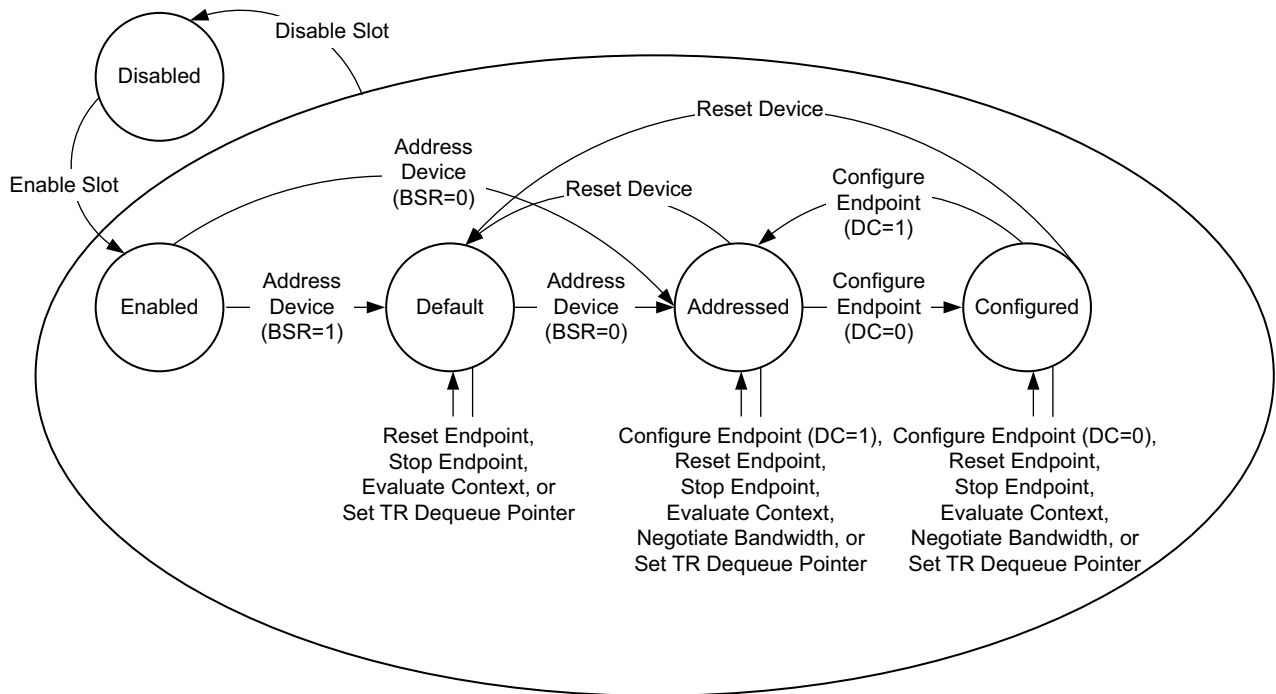 Disable Slot
Disabled
Enable Slot
Reset Device
Address
Device
(BSR=0)
Reset Device
Configure
Endpoint
(DC=1)
Enabled
Address
Device
(BSR=1)
Default
Address
Device
(BSR=0)
Addressed
Configure
Endpoint
(DC=0)
Configured
Reset Endpoint,
Stop Endpoint,
Evaluate Context, or
Set TR Dequeue Pointer
Configure Endpoint (DC=1),
Reset Endpoint,
Stop Endpoint,
Evaluate Context,
Negotiate Bandwidth, or
Set TR Dequeue Pointer
Configure Endpoint (DC=0),
Reset Endpoint,
Stop Endpoint,
Evaluate Context,
Negotiate Bandwidth, or
Set TR Dequeue Pointer